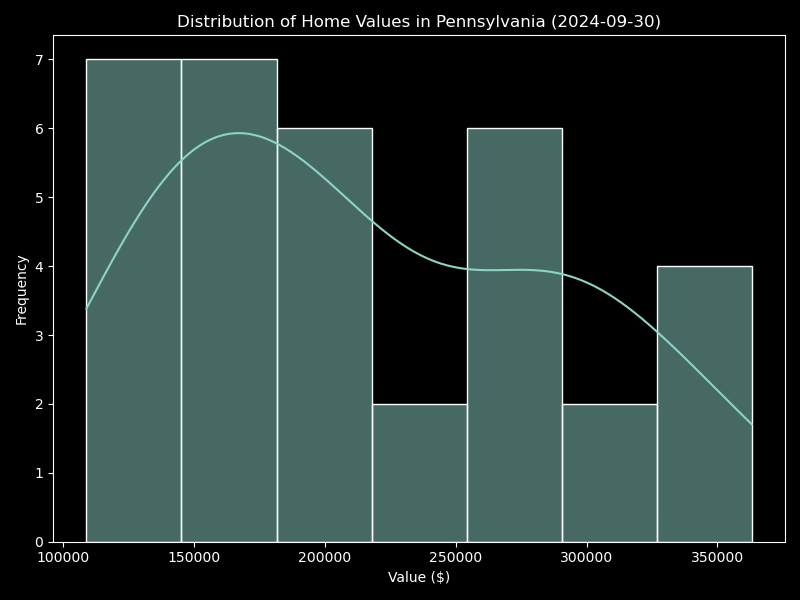 Distribution of Home Values in Pennsylvania (2024-09-30)
7
6
5
4
3
2
1
0
Frequency
100000 150000 200000 250000 300000 350000
Value ($)